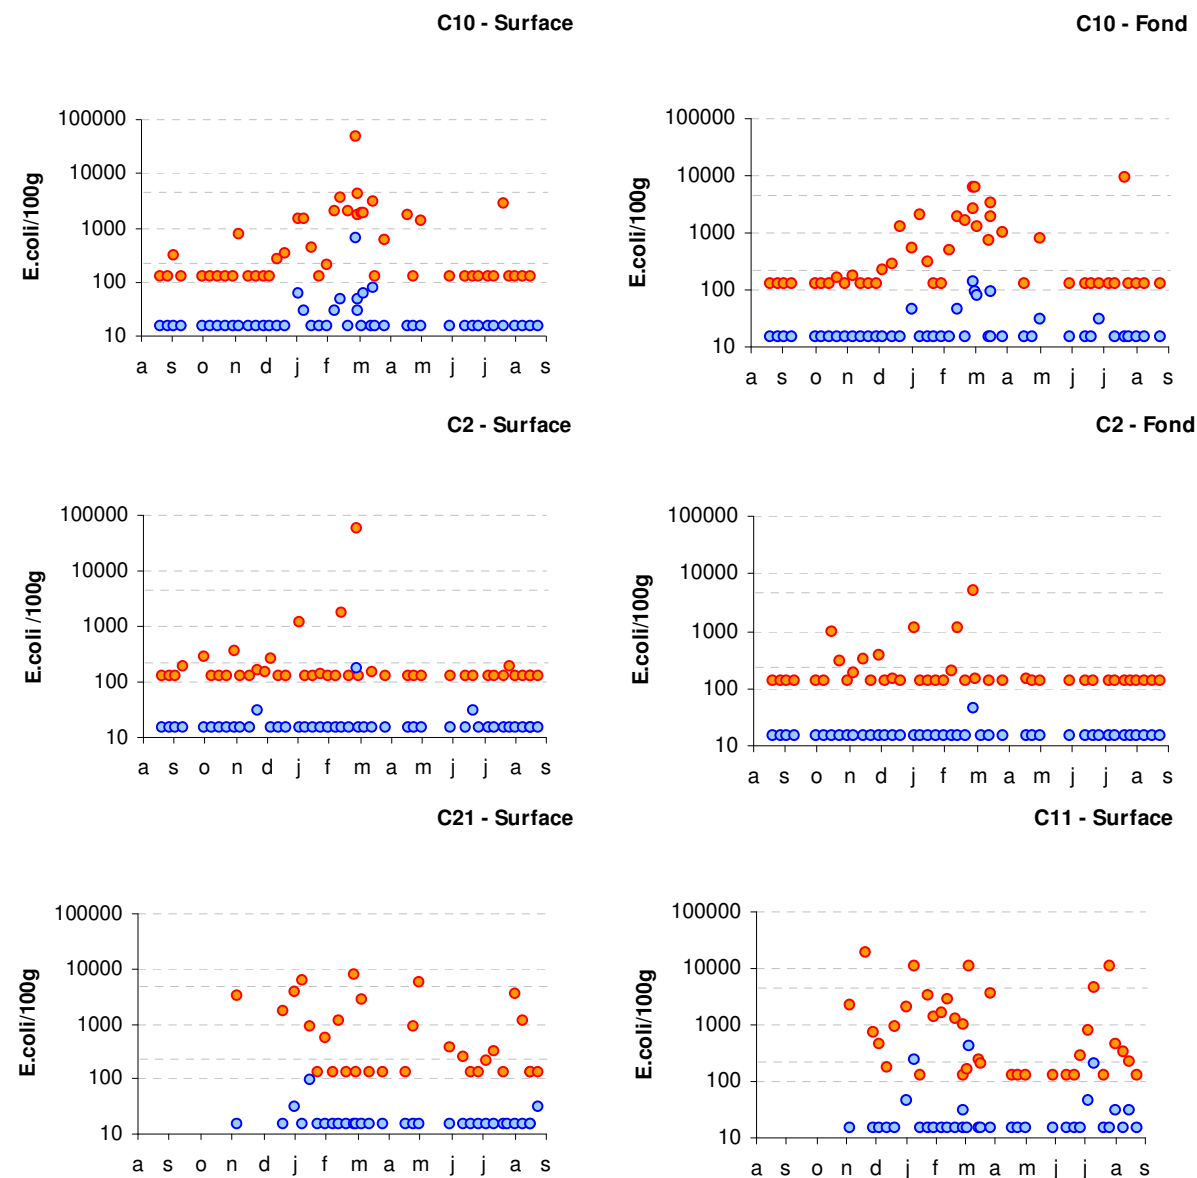 C10 - Surface
E.coli/100g
100000
10000
1000
100
10
a s o n d j f m a m j j a s
C10 - Fond
E.coli/100g
100000
10000
1000
100
10
a s o n d j f m a m j j a s
C2 - Surface
E.coli /100g
100000
10000
1000
100
10
a s o n d j f m a m j j a s
C2 - Fond
E.coli/100g
100000
10000
1000
100
10
a s o n d j f m a m j j a s
C21 - Surface
E.coli/100g
100000
10000
1000
100
10
a s o n d j f m a m j j a s
C11 - Surface
E.coli/100g
100000
10000
1000
100
10
a s o n d j f m a m j j a s